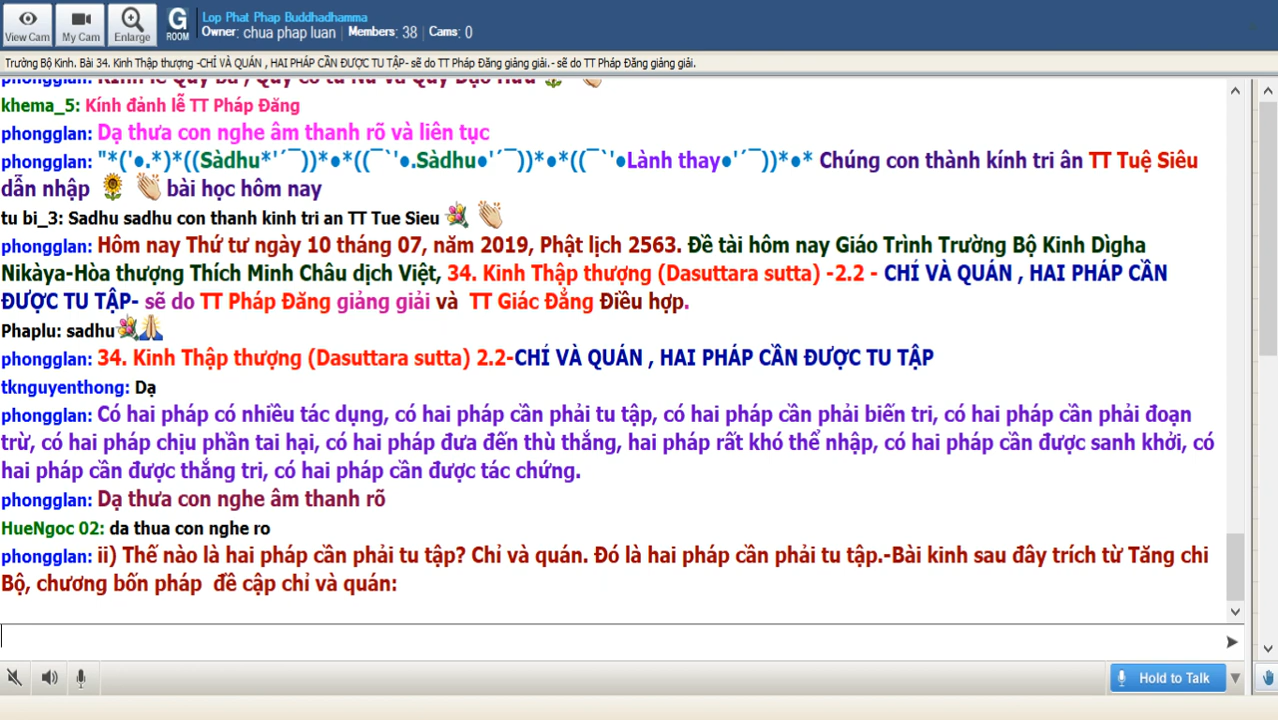 View Cam
My Cam
Enlarge
G
ROOM
Lop Phat Phap Buddhadhamma
Owner: chua phap luan | Members: 38 | Cams: 0
Trường Bộ Kinh. Bài 34. Kinh Thập thượng -CHỈ VÀ QUÁN , HAI PHÁP CẦN ĐƯỢC TU TẬP- sẽ do TT Pháp Đăng giảng giải.- sẽ do TT Pháp Đăng giảng giải.
phongglan: Kính lễ Quý
khema_5: Kính đảnh lễ TT Pháp Đăng
phongglan: Dạ thưa con nghe âm thanh rõ và liên tục
phongglan: "*('●.*)*((Sàdhu*'´¯))*●*((¯`'●.Sàdhu●'´¯))*●*((¯`'●Lành thay●'´¯))*●* Chúng con thành kính tri ân TT Tuệ Siêu
dẫn nhập 🌻 👏 bài học hôm nay
tu bi_3: Sadhu sadhu con thanh kinh tri an TT Tue Sieu 💐 👏
phongglan: Hôm nay Thứ tư ngày 10 tháng 07, năm 2019, Phật lịch 2563. Đề tài hôm nay Giáo Trình Trường Bộ Kinh Dìgha
Nikàya-Hòa thượng Thích Minh Châu dịch Việt, 34. Kinh Thập thượng (Dasuttara sutta) -2.2 - CHỈ VÀ QUÁN , HAI PHÁP CẦN
ĐƯỢC TU TẬP- sẽ do TT Pháp Đăng giảng giải và TT Giác Đẳng Điều hợp.
Phaplu: sadhu💐🙏
phongglan: 34. Kinh Thập thượng (Dasuttara sutta) 2.2-CHỈ VÀ QUÁN , HAI PHÁP CẦN ĐƯỢC TU TẬP
tknguyenthong: Dạ
phongglan: Có hai pháp có nhiều tác dụng, có hai pháp cần phải tu tập, có hai pháp cần phải biến tri, có hai pháp cần phải đoạn
trừ, có hai pháp chịu phần tai hại, có hai pháp đưa đến thù thắng, hai pháp rất khó thể nhập, có hai pháp cần được sanh khởi, có
hai pháp cần được thắng tri, có hai pháp cần được tác chứng.
phongglan: Dạ thưa con nghe âm thanh rõ
HueNgoc 02: da thua con nghe ro
phongglan: ii) Thế nào là hai pháp cần phải tu tập? Chỉ và quán. Đó là hai pháp cần phải tu tập.-Bài kinh sau đây trích từ Tăng chi
Bộ, chương bốn pháp đề cập chỉ và quán:
Hold to Talk